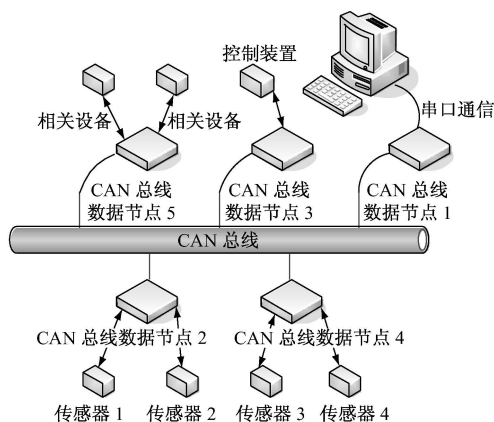 控制装置
串口通信
相关设备
相关设备
CAN 总线
数据节点 5
CAN 总线
数据节点 3
CAN 总线
数据节点 1
CAN 总线
CAN 总线数据节点 2
CAN 总线数据节点 4
传感器 1
传感器 2
传感器 3
传感器 4